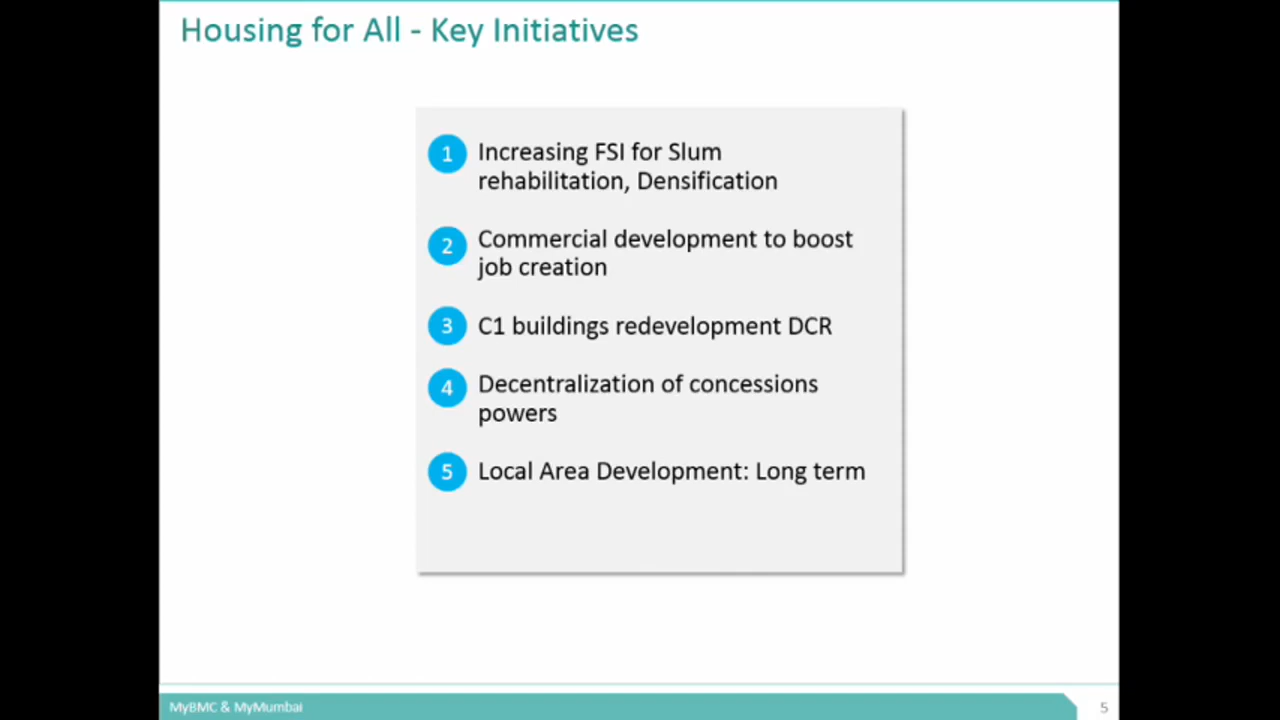 Housing for All - Key Initiatives
1 Increasing FSI for Slum
rehabilitation, Densification
2 Commercial development to boost
job creation
3 C1 buildings redevelopment DCR
4 Decentralization of concessions
powers
5 Local Area Development: Long term
MyBMC & MyMumbai
5